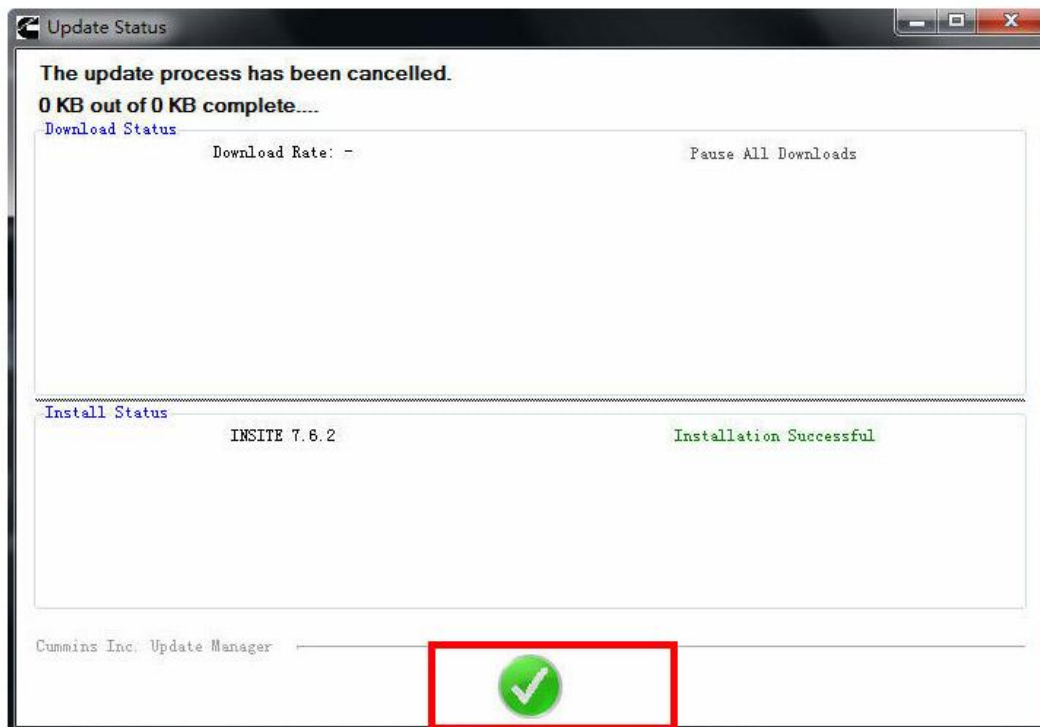 Update Status
The update process has been cancelled.
0 KB out of 0 KB complete....
Download Status
Download Rate: -
Pause All Downloads
Install Status
INSITE 7.6.2
Installation Successful
Cummins Inc. Update Manager